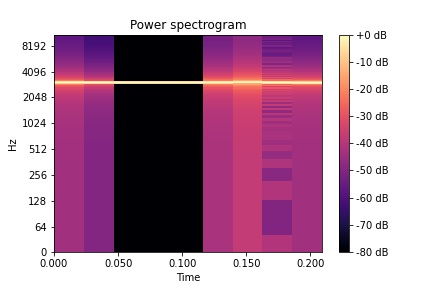 Power spectrogram
Hz
8192
4096
2048
1024
512
256
128
64
0
0.000 0.050 0.100 0.150 0.200
Time
+0 dB
-10 dB
-20 dB
-30 dB
-40 dB
-50 dB
-60 dB
-70 dB
-80 dB